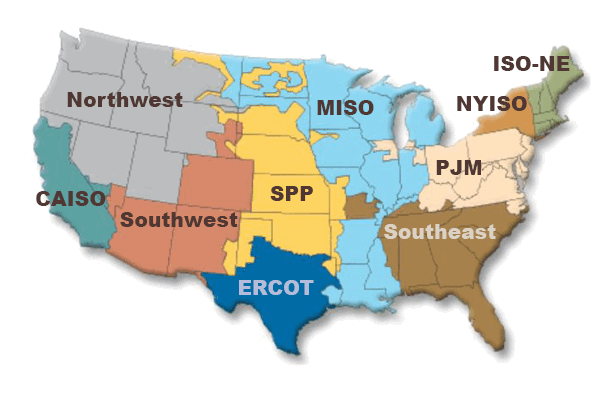 ISO-NE
Northwest
MISO
NYISO
PJM
CAISO
Southwest
SPP
Southeast
ERCOT